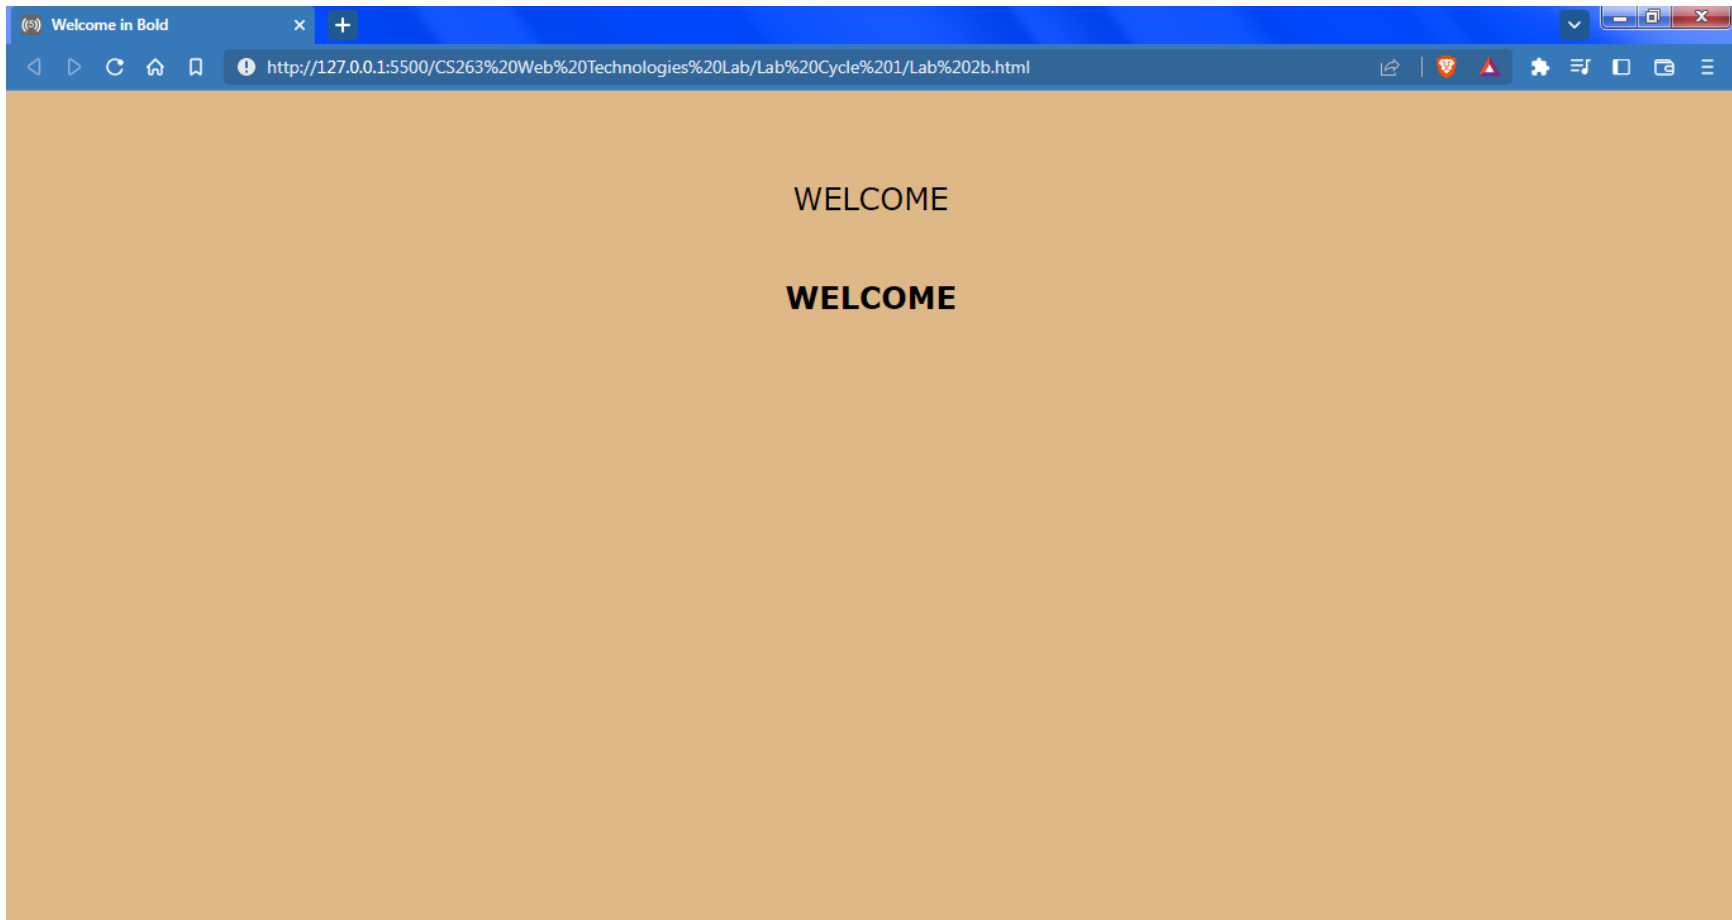 Welcome in Bold
http://127.0.0.1:5500/CS263%20Web%20Technologies%20Lab/Lab%20Cycle%201/Lab%202b.html
WELCOME
WELCOME